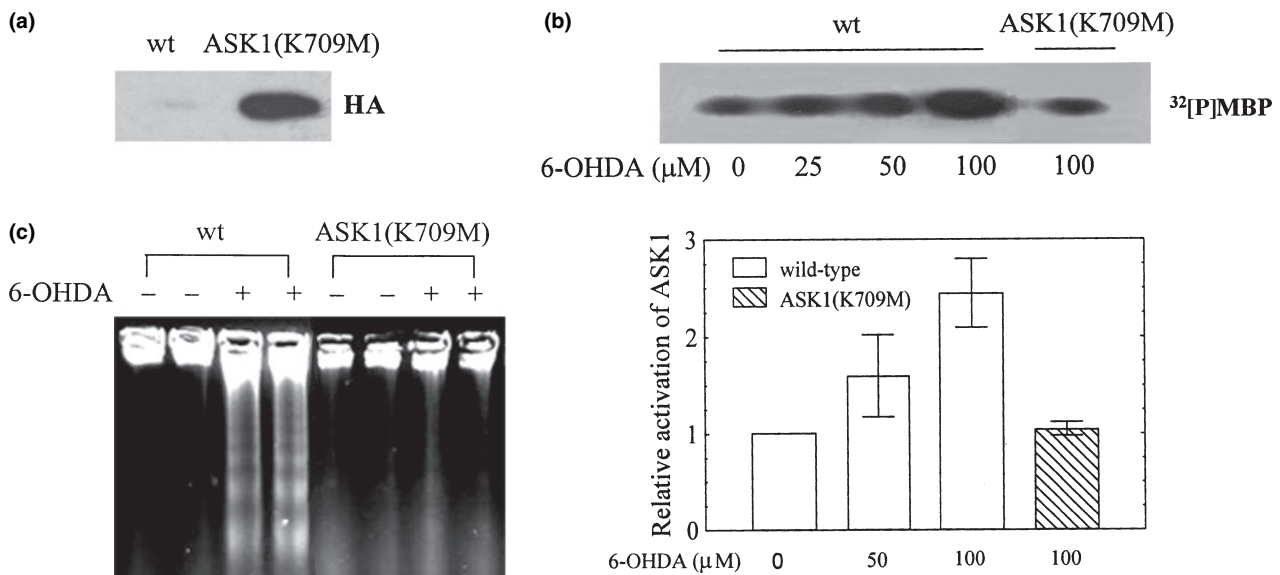 (a)
wt ASK1(K709M)
HA
(b)
wt ASK1(K709M)
32[P]MBP
6-OHDA (μM) 0 25 50 100 100
(c)
wt ASK1(K709M)
6-OHDA – – + + – – + +
Relative activation of ASK1
3
2
1
0
wild-type
ASK1(K709M)
6-OHDA (μM) 0 50 100 100